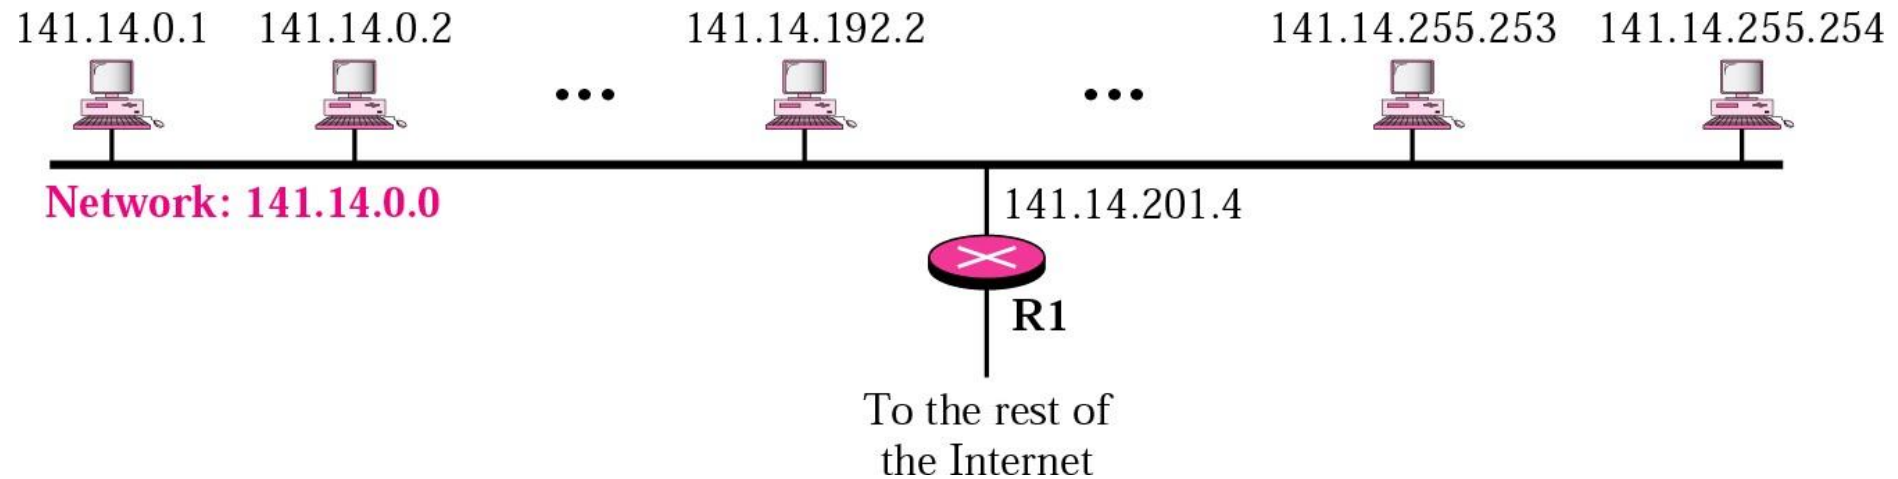 141.14.0.1 141.14.0.2 141.14.192.2 141.14.255.253 141.14.255.254
Network: 141.14.0.0
141.14.201.4
R1
To the rest of
the Internet